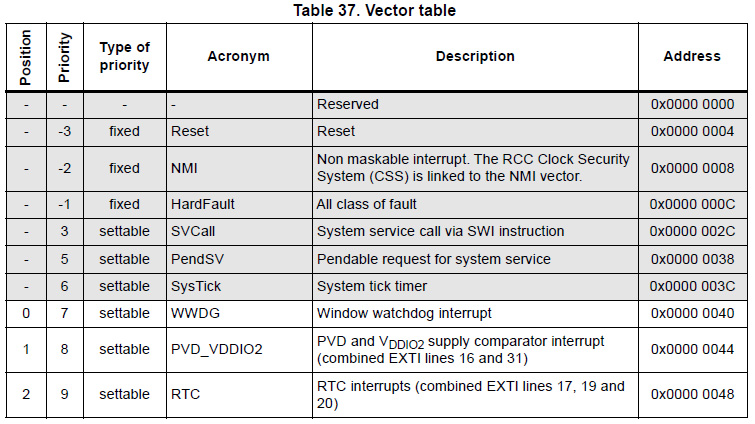 Table 37. Vector table
Position Priority Type of priority Acronym Description Address
- - - - Reserved 0x0000 0000
- -3 fixed Reset Reset 0x0000 0004
- -2 fixed NMI Non maskable interrupt. The RCC Clock Security
System (CSS) is linked to the NMI vector. 0x0000 0008
- -1 fixed HardFault All class of fault 0x0000 000C
- 3 settable SVCall System service call via SWI instruction 0x0000 002C
- 5 settable PendSV Pendable request for system service 0x0000 0038
- 6 settable SysTick System tick timer 0x0000 003C
0 7 settable WWDG Window watchdog interrupt 0x0000 0040
1 8 settable PVD_VDDIO2 PVD and VDDIO2 supply comparator interrupt
(combined EXTI lines 16 and 31) 0x0000 0044
2 9 settable RTC RTC interrupts (combined EXTI lines 17, 19 and
20) 0x0000 0048